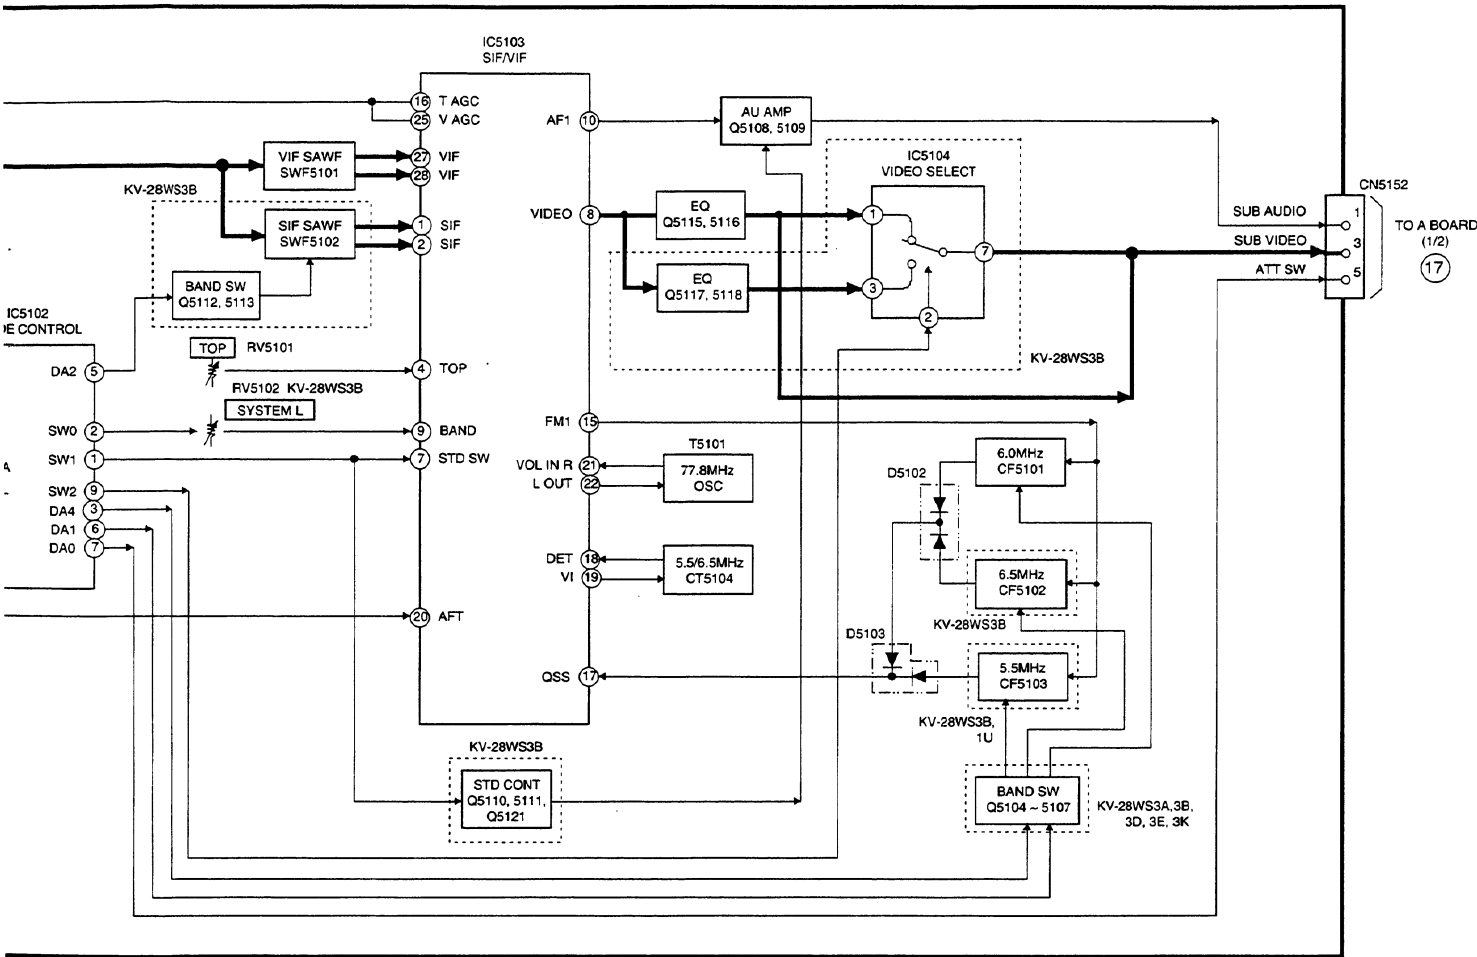 IC5103
SIF/VIF
16 T AGC
25 V AGC
AF1 10
AU AMP
Q5108, 5109
VIF SAWF
SWF5101
27 VIF
28 VIF
KV-28WS3B
SIF SAWF
SWF5102
1 SIF
2 SIF
BAND SW
Q5112, 5113
VIDEO 8
EQ
Q5115, 5116
EQ
Q5117, 5118
IC5104
VIDEO SELECT
1
3
7
2
KV-28WS3B
CN5152
SUB AUDIO 1
SUB VIDEO 3
ATT SW 5
TO A BOARD
(1/2)
17
IC5102
DE CONTROL
DA2 5
TOP RV5101
4 TOP
RV5102 KV-28WS3B
SYSTEM L
SW0 2
9 BAND
SW1 1
7 STD SW
SW2 9
DA4 3
DA1 6
DA0 7
FM1 15
T5101
VOL IN R 21
L OUT 22
77.8MHz
OSC
DET 18
VI 19
5.5/6.5MHz
CT5104
20 AFT
QSS 17
D5102
6.0MHz
CF5101
6.5MHz
CF5102
KV-28WS3B
D5103
5.5MHz
CF5103
KV-28WS3B,
1U
KV-28WS3B
STD CONT
Q5110, 5111,
Q5121
BAND SW
Q5104 ~ 5107
KV-28WS3A,3B,
3D, 3E, 3K